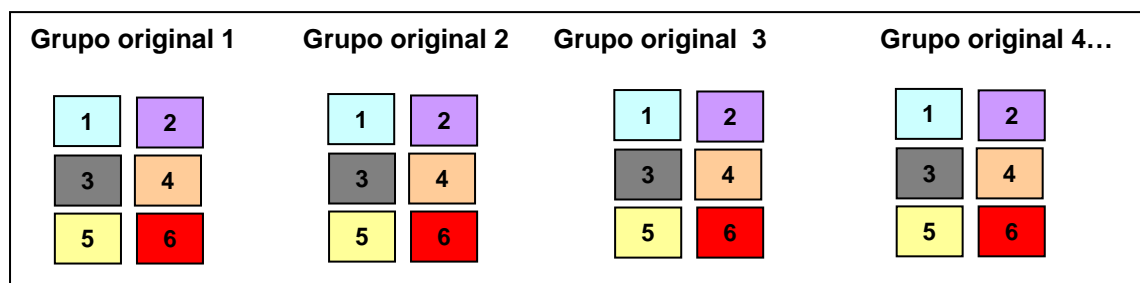 Grupo original 1 Grupo original 2 Grupo original 3 Grupo original 4…
1 2 1 2 1 2 1 2
3 4 3 4 3 4 3 4
5 6 5 6 5 6 5 6